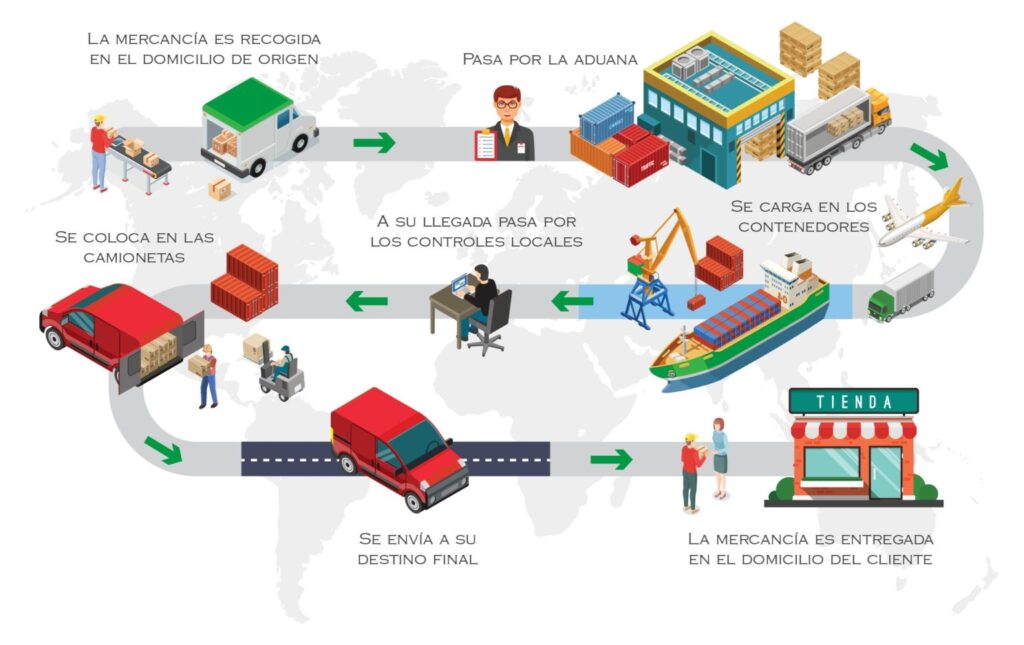 LA MERCANCÍA ES RECOGIDA
EN EL DOMICILIO DE ORIGEN
PASA POR LA ADUANA
SE CARGA EN LOS
CONTENEDORES
A SU LLEGADA PASA POR
LOS CONTROLES LOCALES
SE COLOCA EN LAS
CAMIONETAS
SE ENVÍA A SU
DESTINO FINAL
TIENDA
LA MERCANCÍA ES ENTREGADA
EN EL DOMICILIO DEL CLIENTE